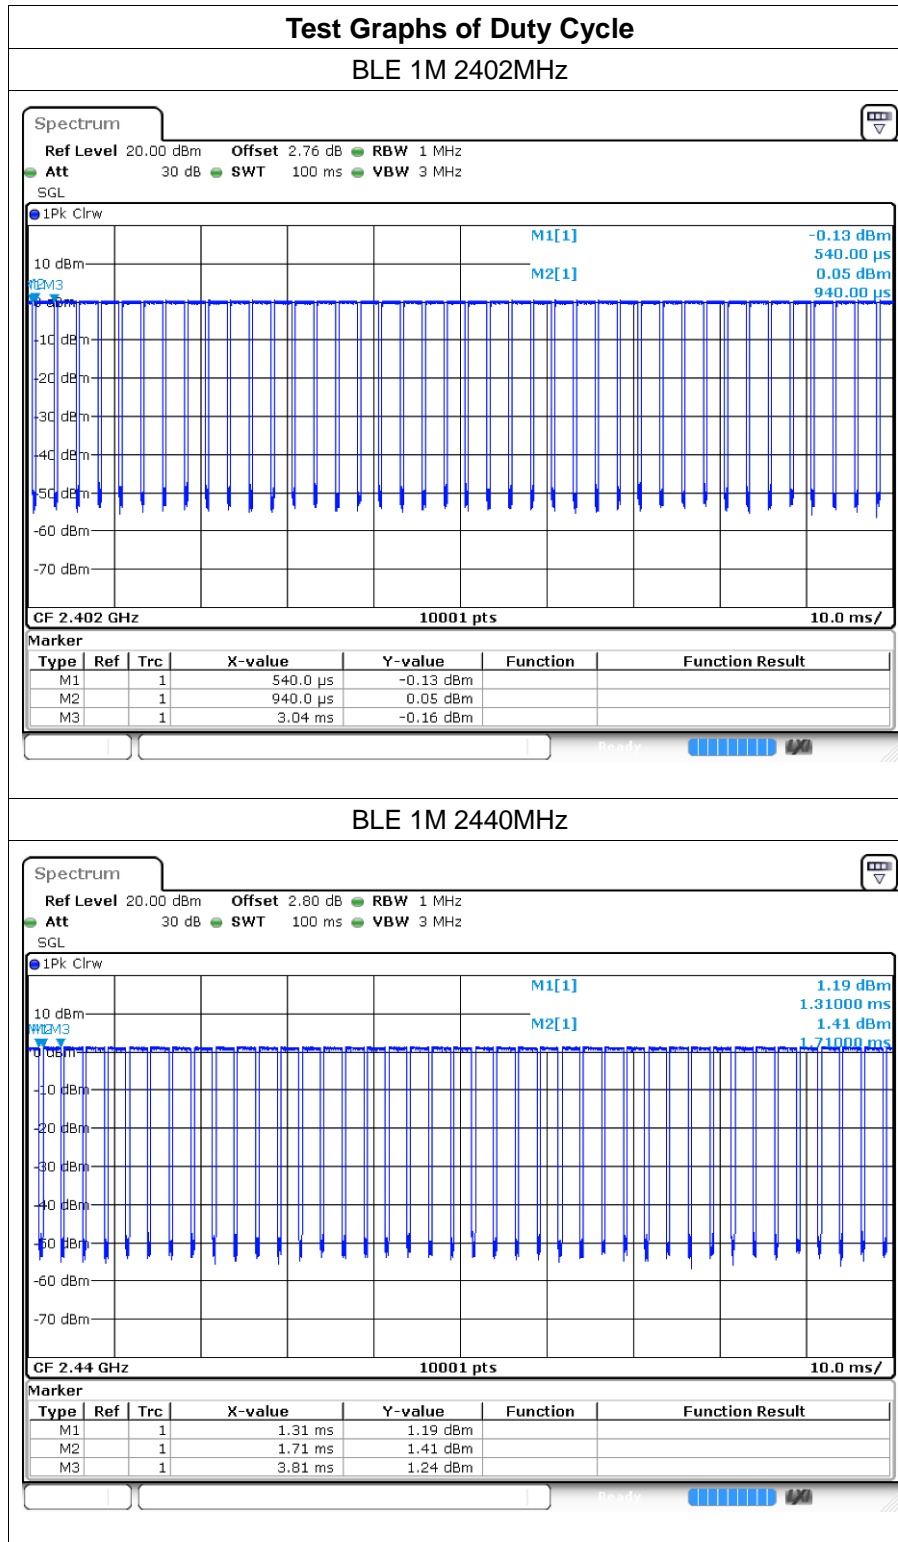 Test Graphs of Duty Cycle
BLE 1M 2402MHz
Spectrum
Ref Level 20.00 dBm Offset 2.76 dB RBW 1 MHz
Att 30 dB SWT 100 ms VBW 3 MHz
SGL
1Pk Clrw
M1[1] -0.13 dBm
540.00 µs
10 dBm
M2[1] 0.05 dBm
940.00 µs
M3
-10 dBm
-20 dBm
-30 dBm
-40 dBm
-50 dBm
-60 dBm
-70 dBm
CF 2.402 GHz 10001 pts 10.0 ms/
Marker
Type Ref Trc X-value Y-value Function Function Result
M1 1 540.0 µs -0.13 dBm
M2 1 940.0 µs 0.05 dBm
M3 1 3.04 ms -0.16 dBm
Ready
BLE 1M 2440MHz
Spectrum
Ref Level 20.00 dBm Offset 2.80 dB RBW 1 MHz
Att 30 dB SWT 100 ms VBW 3 MHz
SGL
1Pk Clrw
M1[1] 1.19 dBm
1.31000 ms
10 dBm
M2[1] 1.41 dBm
1.71000 ms
M3
0 dBm
-10 dBm
-20 dBm
-30 dBm
-40 dBm
-50 dBm
-60 dBm
-70 dBm
CF 2.44 GHz 10001 pts 10.0 ms/
Marker
Type Ref Trc X-value Y-value Function Function Result
M1 1 1.31 ms 1.19 dBm
M2 1 1.71 ms 1.41 dBm
M3 1 3.81 ms 1.24 dBm
Ready